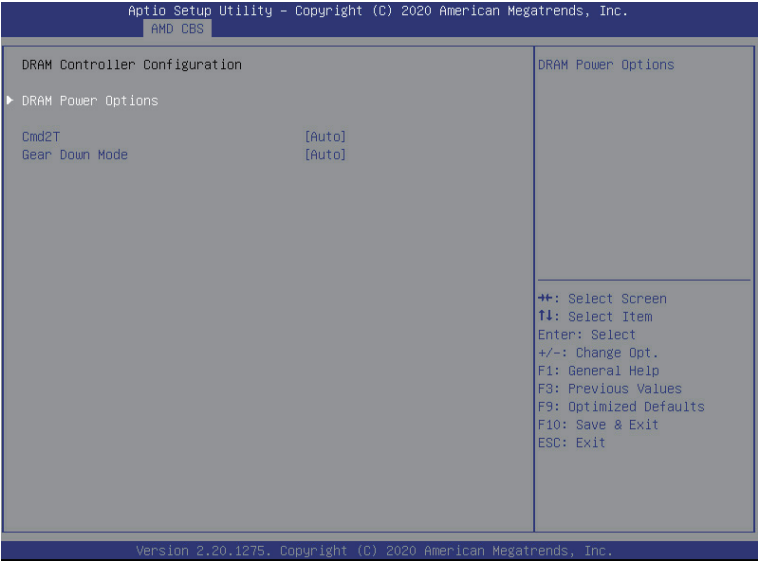 Aptio Setup Utility – Copyright (C) 2020 American Megatrends, Inc.
AMD CBS
DRAM Controller Configuration
DRAM Power Options
Cmd2T [Auto]
Gear Down Mode [Auto]
DRAM Power Options
→←: Select Screen
↑↓: Select Item
Enter: Select
+/-: Change Opt.
F1: General Help
F3: Previous Values
F9: Optimized Defaults
F10: Save & Exit
ESC: Exit
Version 2.20.1275. Copyright (C) 2020 American Megatrends, Inc.